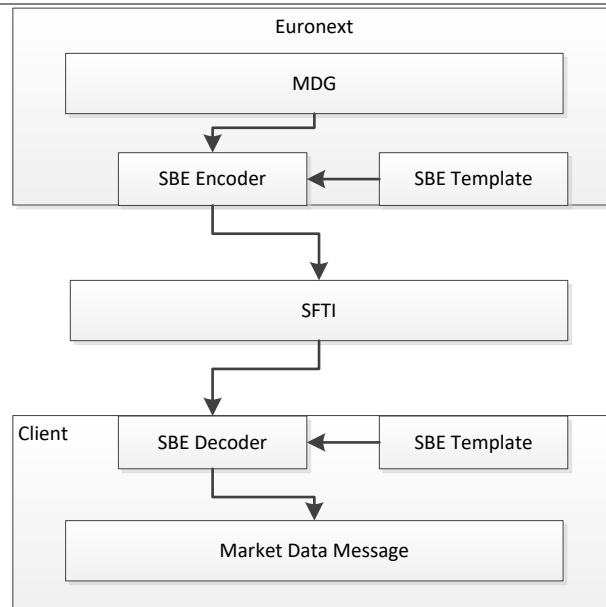 Euronext
MDG
SBE Encoder
SBE Template
SFTI
Client
SBE Decoder
SBE Template
Market Data Message